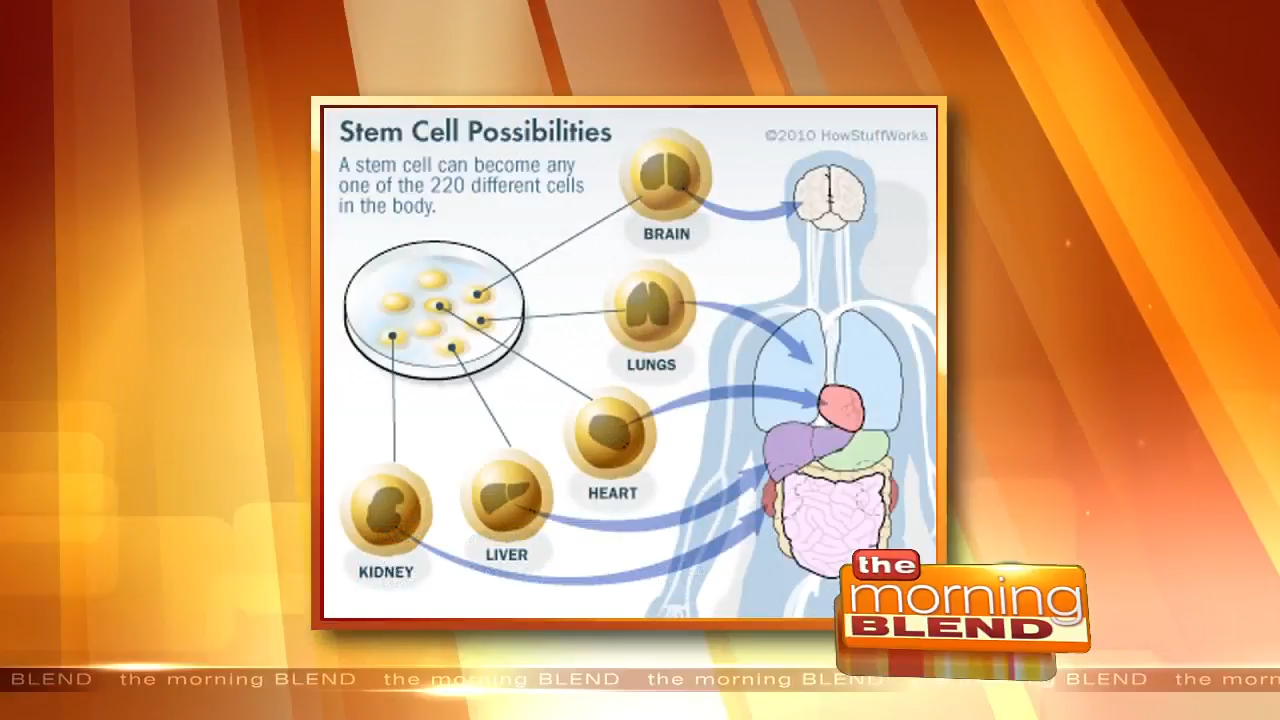 Stem Cell Possibilities
©2010 HowStuffWorks
A stem cell can become any
one of the 220 different cells
in the body.
BRAIN
LUNGS
HEART
LIVER
KIDNEY
the
morning
BLEND
BLEND the morning BLEND the morning BLEND the morning BLEND BLEND the morn